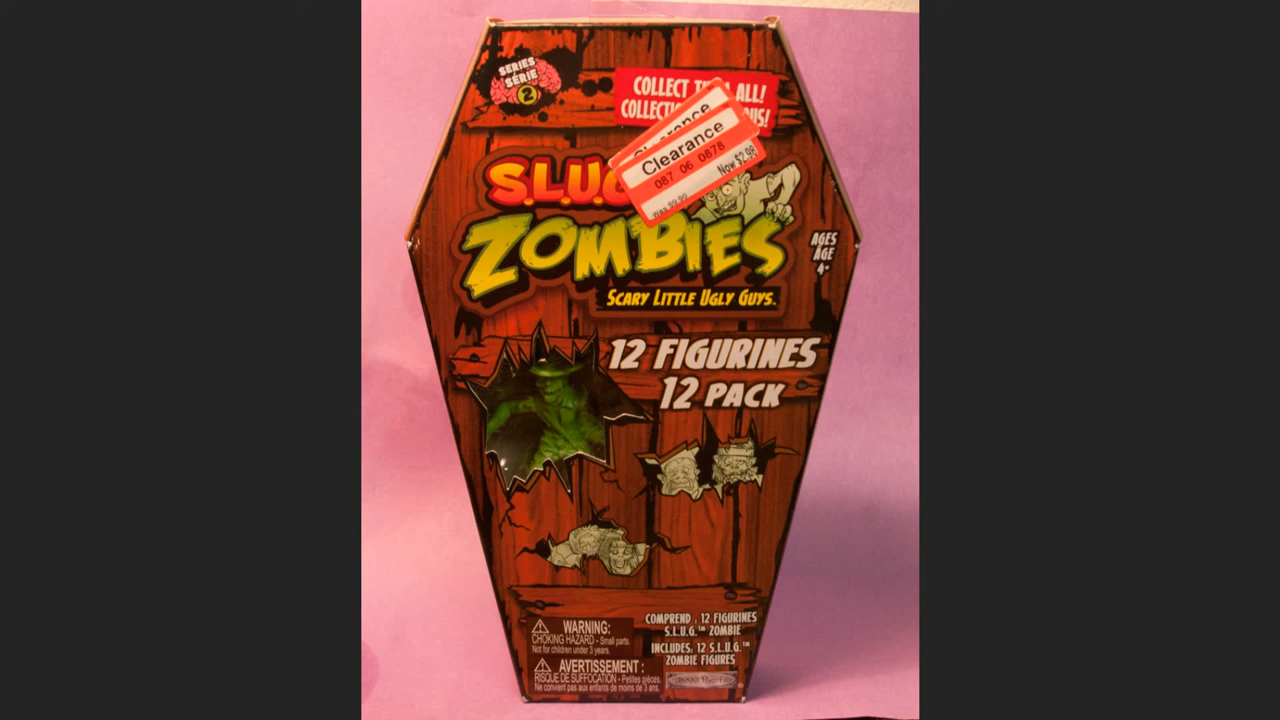 SERIES
SÉRIE
2
COLLECT ALL!
Clearance
Clearance
087 06 0878
Now $2.98
Was $9.99
S.L.U.G.
ZOMBIES
SCARY LITTLE UGLY GUYS.
AGES
ÂGE
4+
12 FIGURINES
12 PACK
WARNING:
CHOKING HAZARD - Small parts.
Not for children under 3 years.
AVERTISSEMENT :
RISQUE DE SUFFOCATION - Petites pièces.
Ne convient pas aux enfants de moins de 3 ans.
COMPREND : 12 FIGURINES
S.L.U.G.™ ZOMBIE
INCLUDES: 12 S.L.U.G.™
ZOMBIE FIGURES